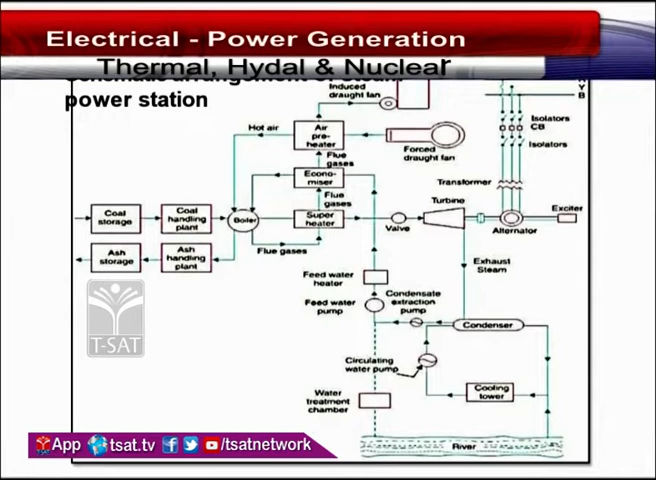 Electrical - Power Generation
Thermal, Hydal & Nuclear
power station
Induced
draught fan
R
Y
B
Isolators
CB
Isolators
Hot air
Air
pre-
heater
Forced
draught fan
Flue
gases
Econo-
miser
Flue
gases
Transformer
Turbine
Exciter
Coal
storage
Coal
handling
plant
Boiler
Super
heater
Valve
Alternator
Ash
storage
Ash
handling
plant
Flue gases
Exhaust
Steam
Feed water
heater
Feed water
pump
Condensate
extraction
pump
Condenser
T-SAT
Circulating
water pump
Cooling
tower
Water
treatment
chamber
River
App tsat.tv /tsatnetwork